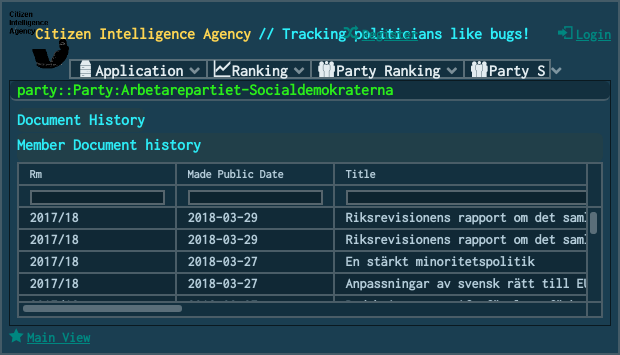 Citizen
Intelligence
Agency
Citizen Intelligence Agency // Tracking politicians like bugs!
Register
Login
Application
Ranking
Party Ranking
Party S
party::Party:Arbetarepartiet-Socialdemokraterna
Document History
Member Document history
Rm Made Public Date Title
2017/18 2018-03-29 Riksrevisionens rapport om det saml
2017/18 2018-03-29 Riksrevisionens rapport om det saml
2017/18 2018-03-27 En stärkt minoritetspolitik
2017/18 2018-03-27 Anpassningar av svensk rätt till EU
Main View